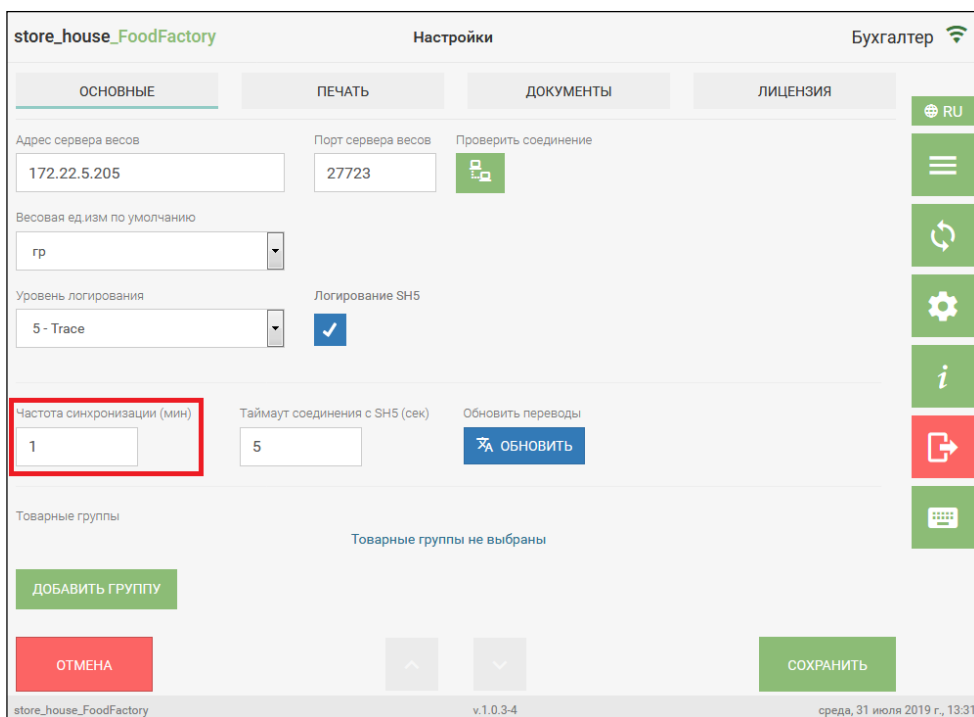 store_house_FoodFactory Настройки Бухгалтер
ОСНОВНЫЕ ПЕЧАТЬ ДОКУМЕНТЫ ЛИЦЕНЗИЯ
RU
Адрес сервера весов Порт сервера весов Проверить соединение
172.22.5.205 27723
Весовая ед.изм по умолчанию
гр
Уровень логирования Логирование SH5
5 - Trace
Частота синхронизации (мин) Таймаут соединения с SH5 (сек) Обновить переводы
1 5 ОБНОВИТЬ
Товарные группы
Товарные группы не выбраны
ДОБАВИТЬ ГРУППУ
ОТМЕНА СОХРАНИТЬ
store_house_FoodFactory v.1.0.3-4 среда, 31 июля 2019 г., 13:31